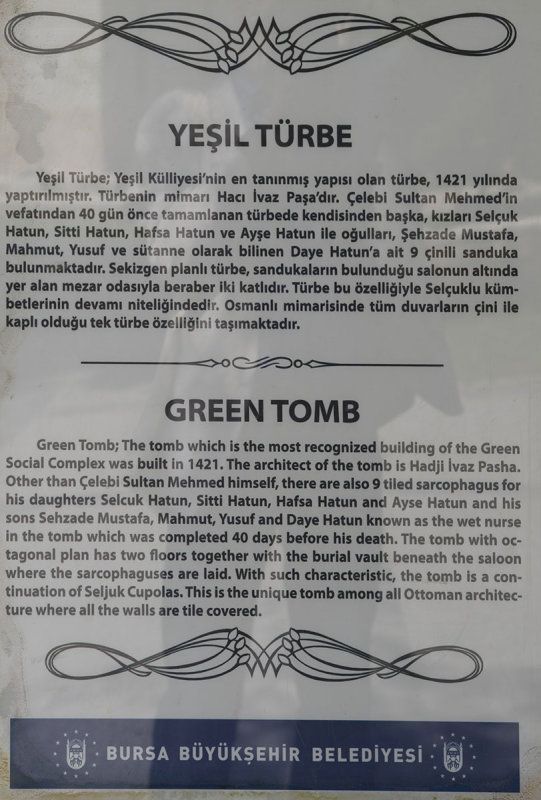 YEŞİL TÜRBE
Yeşil Türbe; Yeşil Külliyesi'nin en tanınmış yapısı olan türbe, 1421 yılında
yaptırılmıştır. Türbenin mimarı Hacı İvaz Paşa'dır. Çelebi Sultan Mehmed'in
vefatından 40 gün önce tamamlanan türbede kendisinden başka, kızları Selçuk
Hatun, Sitti Hatun, Hafsa Hatun ve Ayşe Hatun ile oğulları, Şehzade Mustafa,
Mahmut, Yusuf ve sütanne olarak bilinen Daye Hatun'a ait 9 çinili sanduka
bulunmaktadır. Sekizgen planlı türbe, sandukaların bulunduğu salonun altında
yer alan mezar odasıyla beraber iki katlıdır. Türbe bu özelliğiyle Selçuklu küm-
betlerinin devamı niteliğindedir. Osmanlı mimarisinde tüm duvarların çini ile
kaplı olduğu tek türbe özelliğini taşımaktadır.
GREEN TOMB
Green Tomb; The tomb which is the most recognized building of the Green
Social Complex was built in 1421. The architect of the tomb is Hadji İvaz Pasha.
Other than Çelebi Sultan Mehmed himself, there are also 9 tiled sarcophagus for
his daughters Selcuk Hatun, Sitti Hatun, Hafsa Hatun and Ayse Hatun and his
sons Sehzade Mustafa, Mahmut, Yusuf and Daye Hatun known as the wet nurse
in the tomb which was completed 40 days before his death. The tomb with oc-
tagonal plan has two floors together with the burial vault beneath the saloon
where the sarcophaguses are laid. With such characteristic, the tomb is a con-
tinuation of Seljuk Cupolas. This is the unique tomb among all Ottoman architec-
ture where all the walls are tile covered.
BURSA BÜYÜKŞEHİR BELEDİYESİ